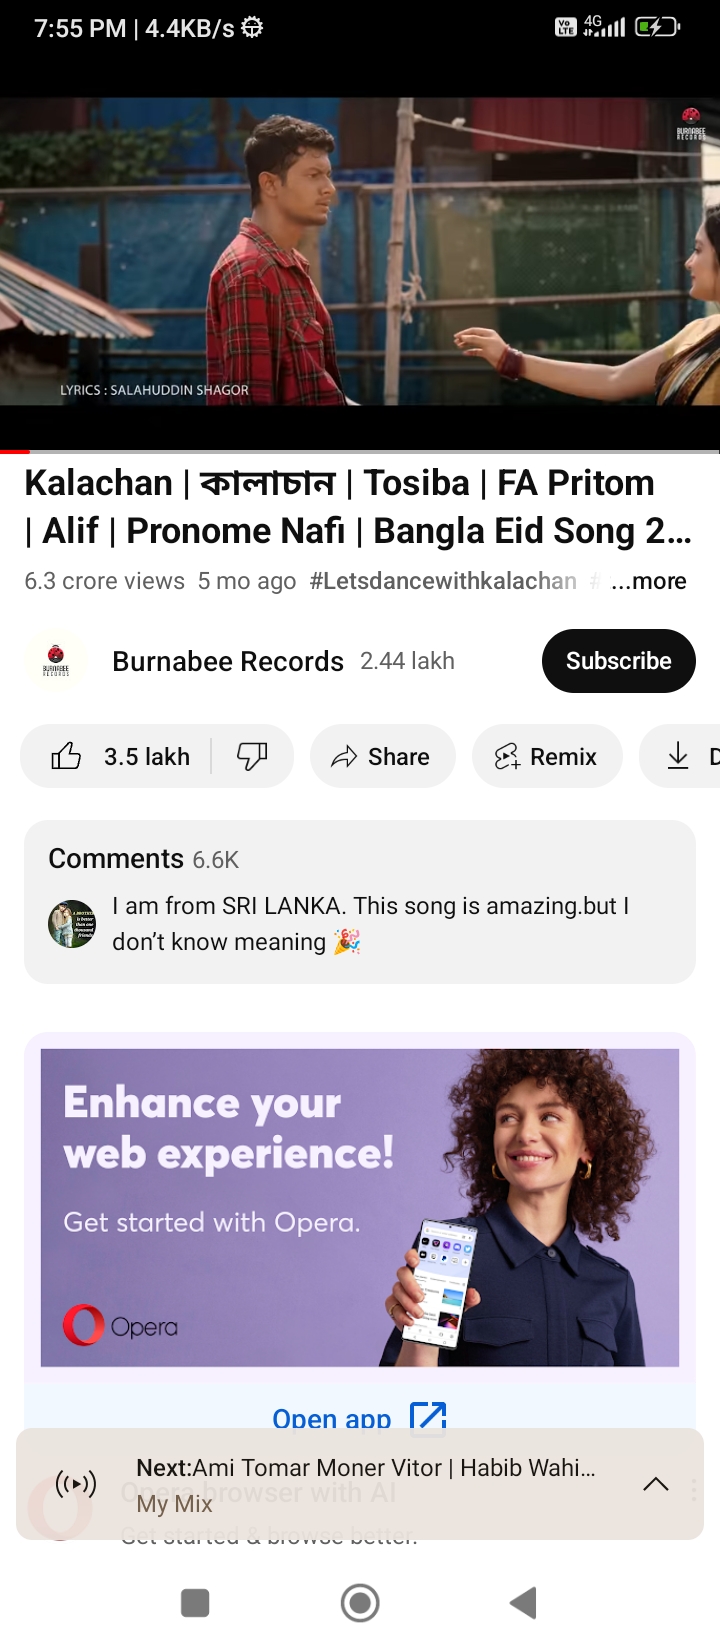 7:55 PM | 4.4KB/s
Vo LTE 4G
BURNABEE
RECORDS
LYRICS : SALAHUDDIN SHAGOR
Kalachan | কালাচান | Tosiba | FA Pritom
| Alif | Pronome Nafi | Bangla Eid Song 2...
6.3 crore views 5 mo ago #Letsdancewithkalachan # ...more
BURNABEE
RECORDS
Burnabee Records 2.44 lakh Subscribe
3.5 lakh Share Remix D
Comments 6.6K
I am from SRI LANKA. This song is amazing.but I
don't know meaning 🎉
Enhance your
web experience!
Get started with Opera.
Opera
Open app
Next:Ami Tomar Moner Vitor | Habib Wahi...
Opera browser with AI
My Mix
Get started & browse better.